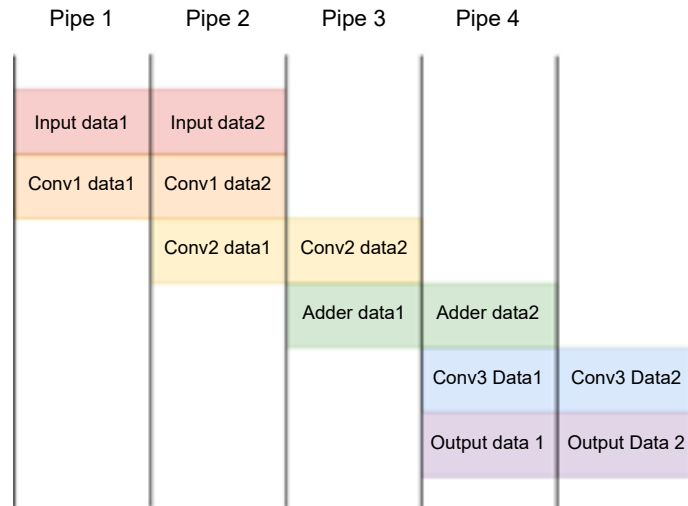 Pipe 1 Pipe 2 Pipe 3 Pipe 4
Input data1 Input data2
Conv1 data1 Conv1 data2
Conv2 data1 Conv2 data2
Adder data1 Adder data2
Conv3 Data1 Conv3 Data2
Output data 1 Output Data 2